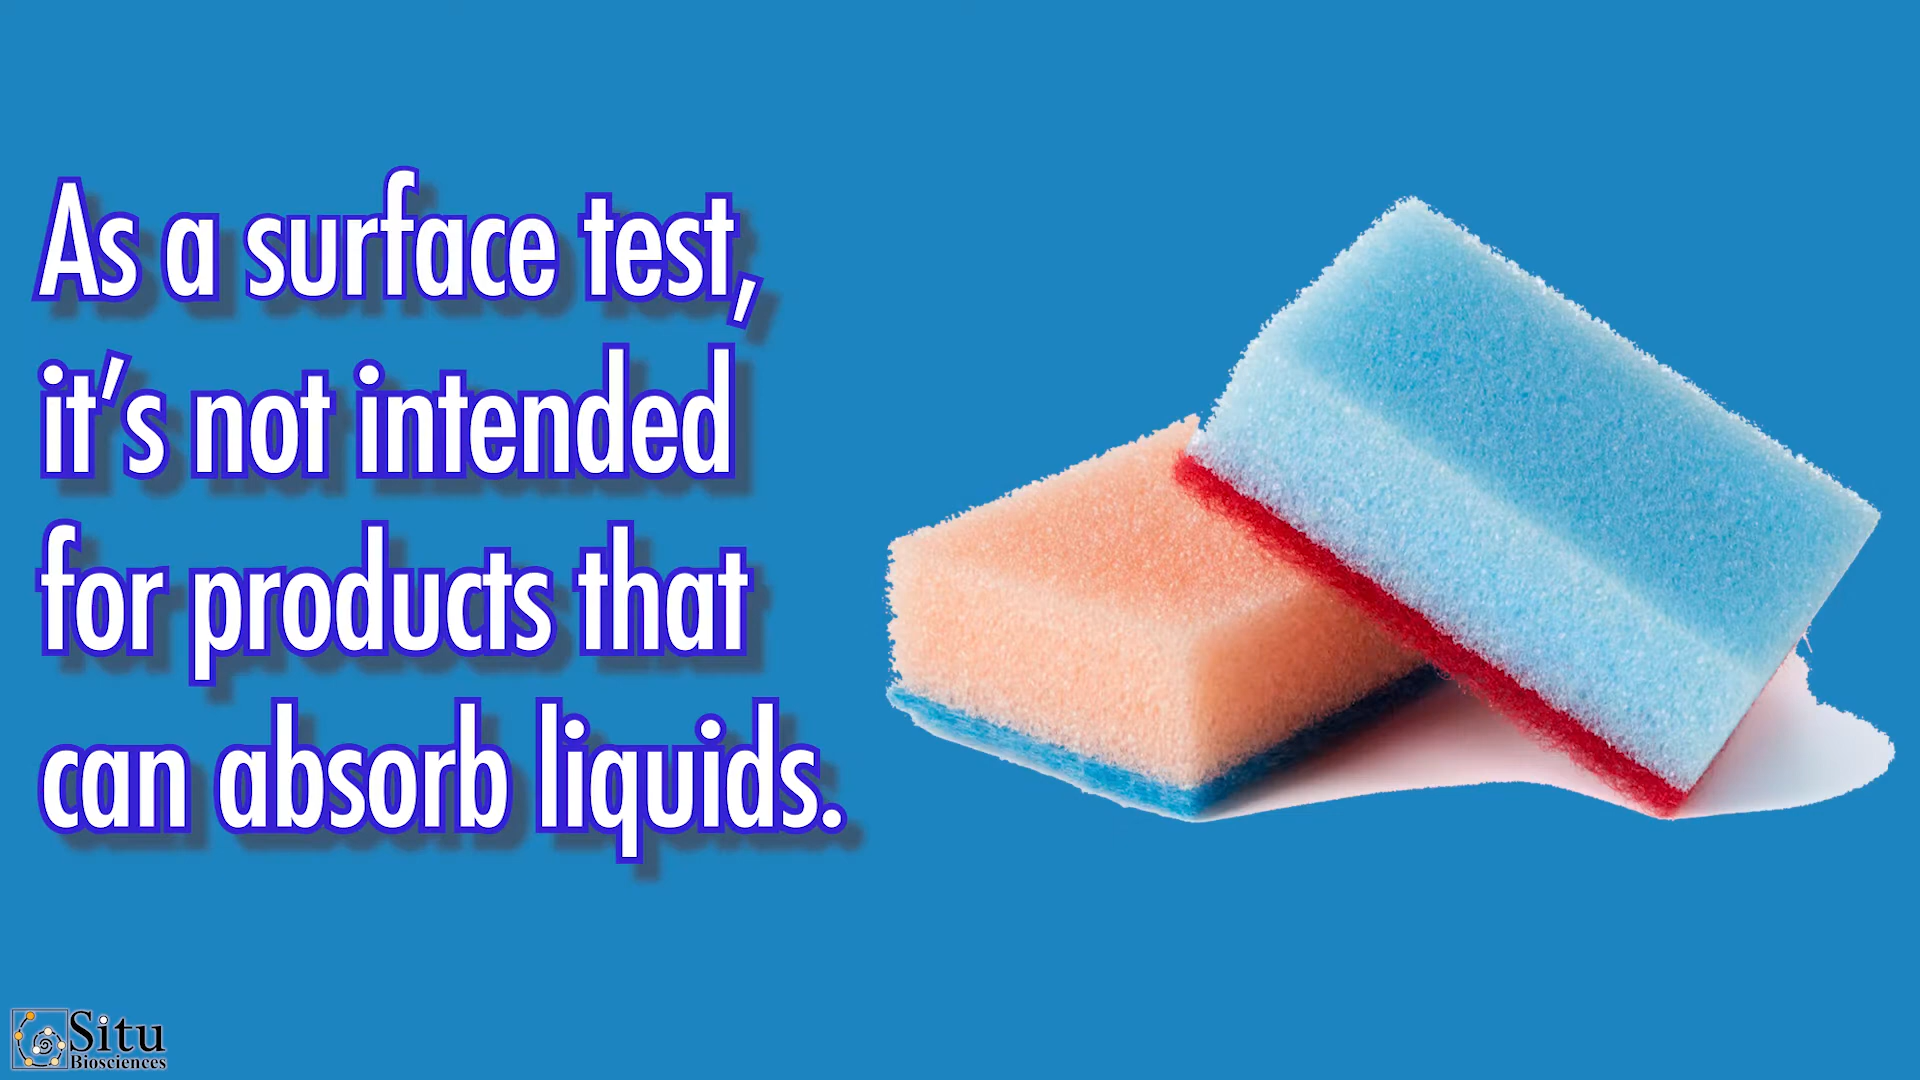 As a surface test,
it’s not intended
for products that
can absorb liquids.
Situ
Biosciences